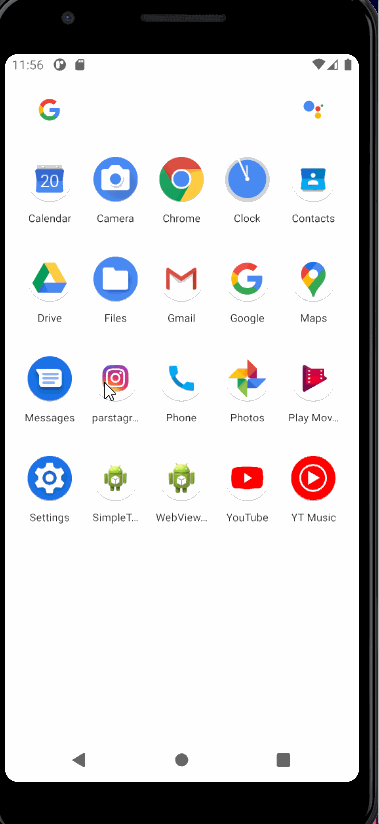 11:56
Calendar Camera Chrome Clock Contacts
20
Drive Files Gmail Google Maps
Messages parstagr... Phone Photos Play Mov...
Settings SimpleT... WebView... YouTube YT Music